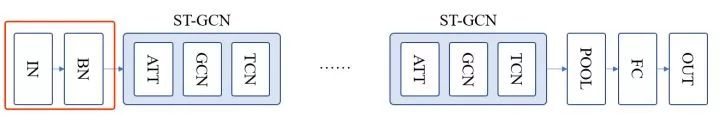 ST-GCN
ST-GCN
IN
BN
ATT
GCN
TCN
......
ATT
GCN
TCN
POOL
FC
OUT